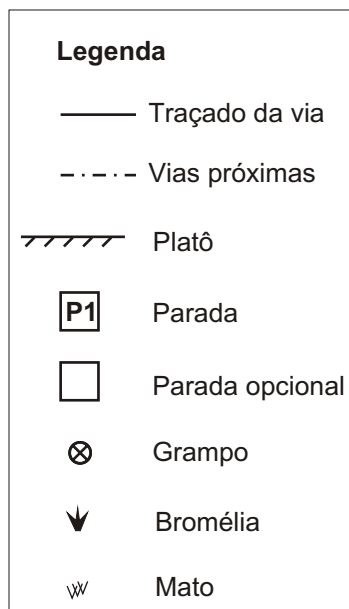 Legenda
Traçado da via
Vias próximas
Platô
P1 Parada
Parada opcional
Grampo
Bromélia
Mato